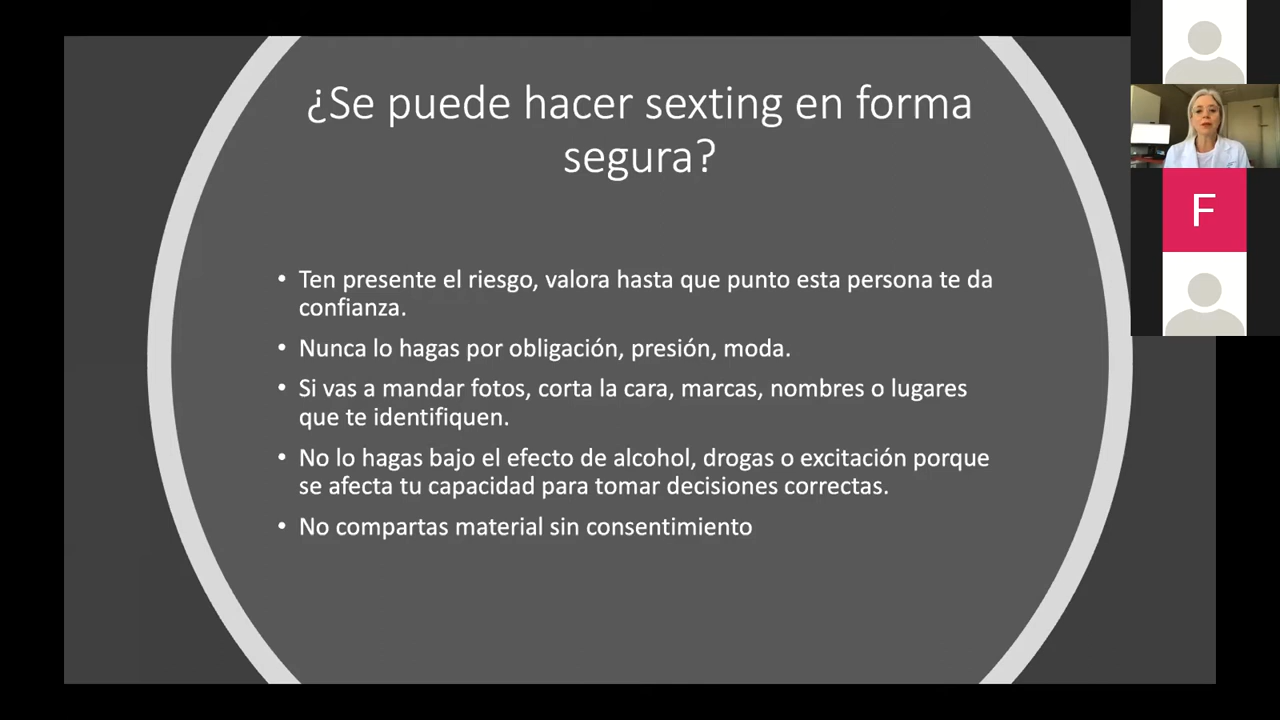 ¿Se puede hacer sexting en forma
segura?
• Ten presente el riesgo, valora hasta que punto esta persona te da
confianza.
• Nunca lo hagas por obligación, presión, moda.
• Si vas a mandar fotos, corta la cara, marcas, nombres o lugares
que te identifiquen.
• No lo hagas bajo el efecto de alcohol, drogas o excitación porque
se afecta tu capacidad para tomar decisiones correctas.
• No compartas material sin consentimiento
F